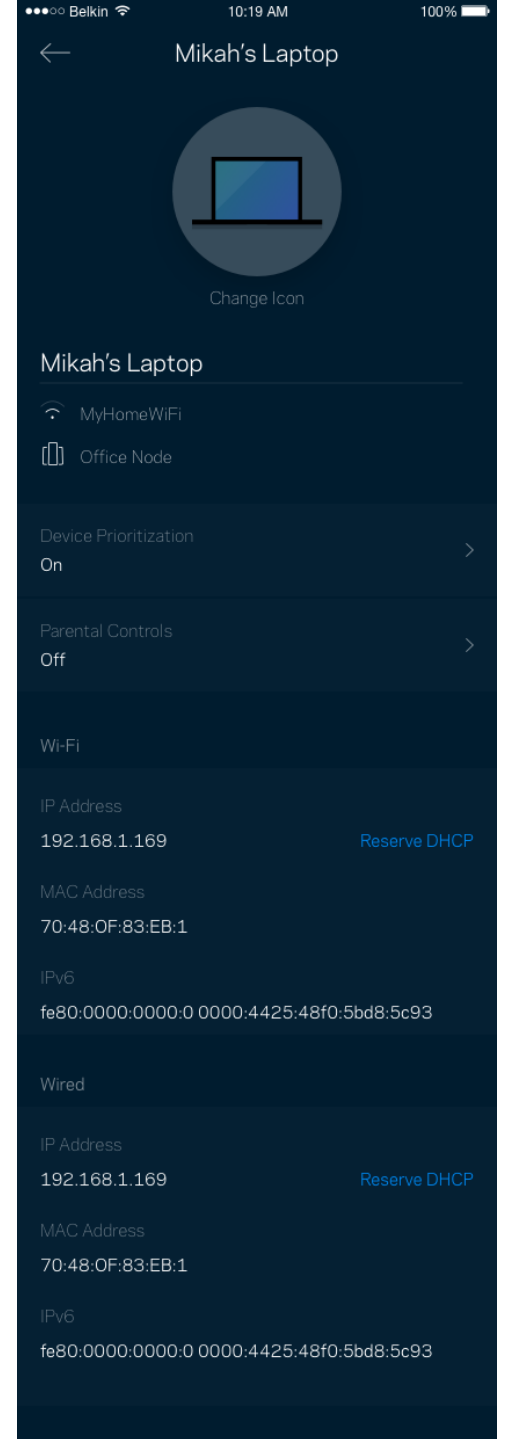 Belkin 10:19 AM 100%
Mikah's Laptop
Change Icon
Mikah's Laptop
MyHomeWiFi
Office Node
Device Prioritization
On
Parental Controls
Off
Wi-Fi
IP Address
192.168.1.169 Reserve DHCP
MAC Address
70:48:0F:83:EB:1
IPv6
fe80:0000:0000:0 0000:4425:48f0:5bd8:5c93
Wired
IP Address
192.168.1.169 Reserve DHCP
MAC Address
70:48:0F:83:EB:1
IPv6
fe80:0000:0000:0 0000:4425:48f0:5bd8:5c93